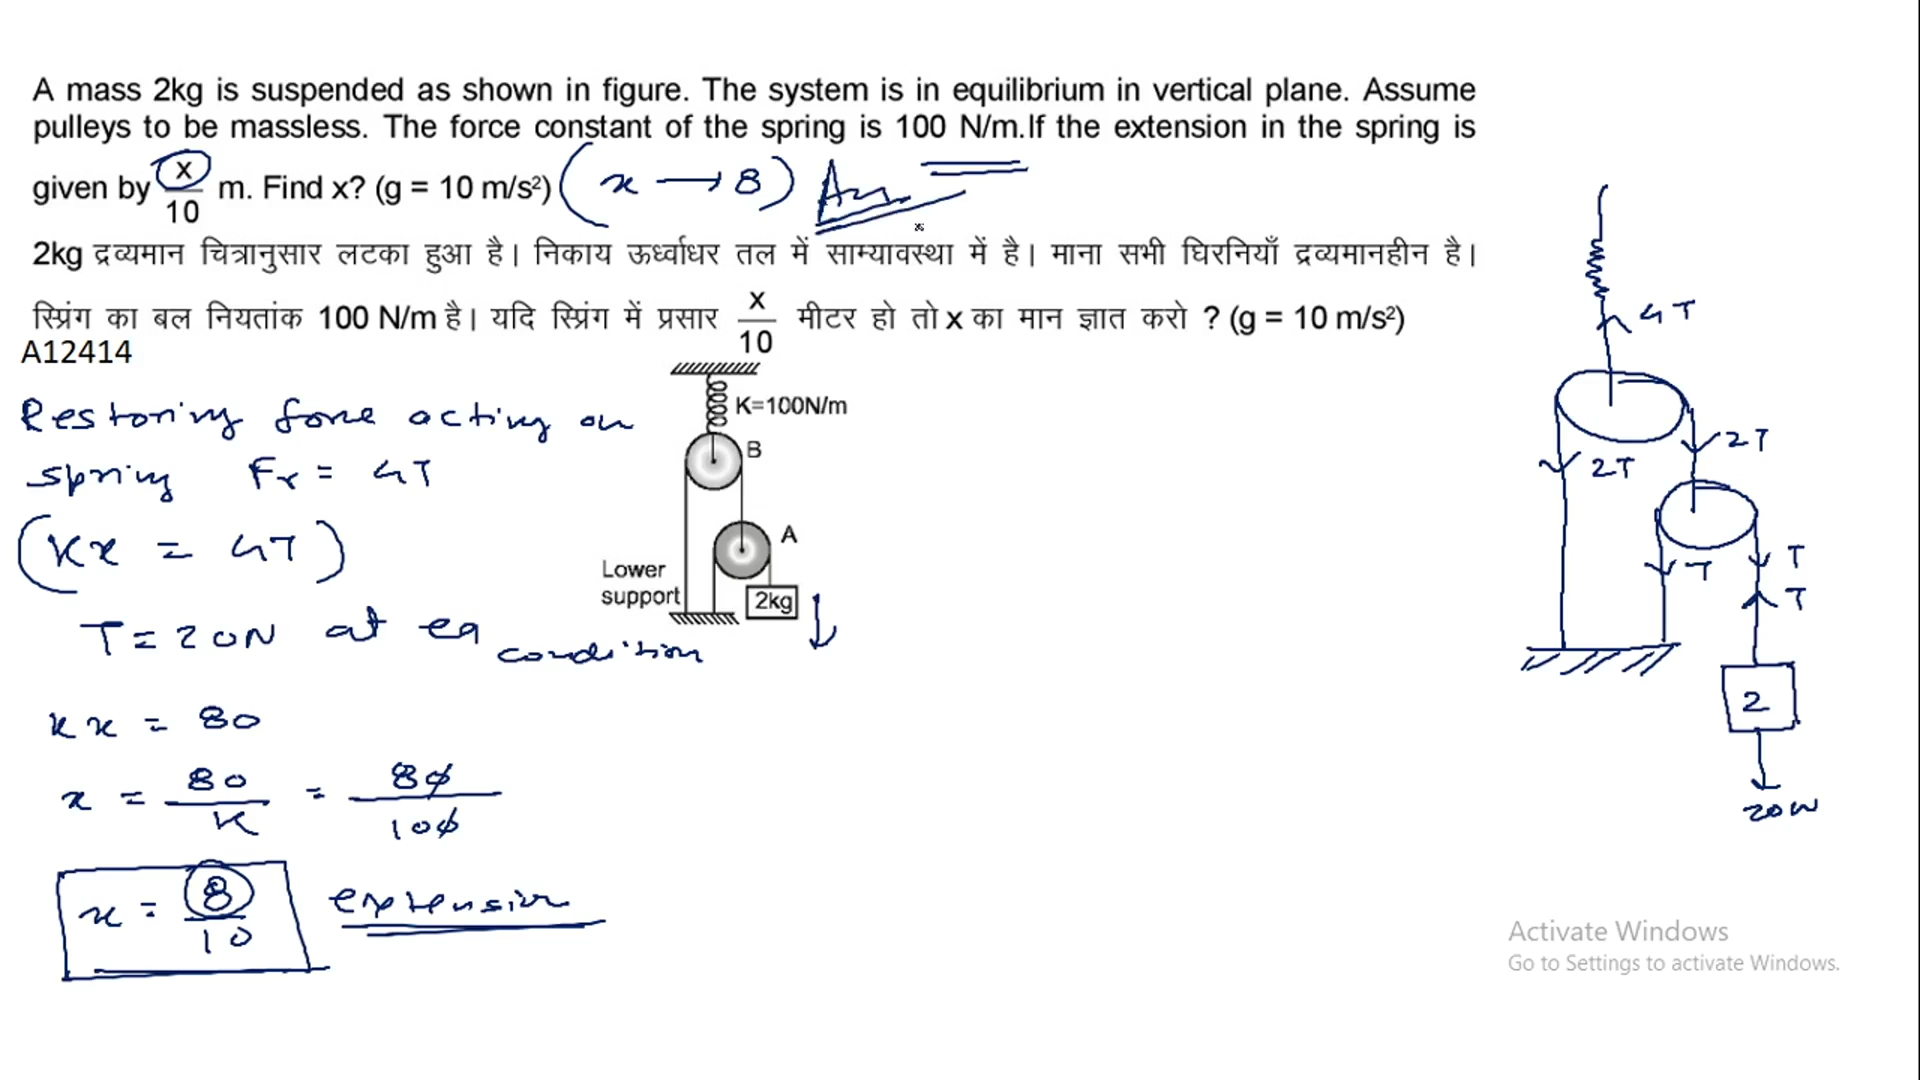 A mass 2kg is suspended as shown in figure. The system is in equilibrium in vertical plane. Assume
pulleys to be massless. The force constant of the spring is 100 N/m.If the extension in the spring is
given by x/10 m. Find x? (g = 10 m/s²) (x → 8) Ans
2kg द्रव्यमान चित्रानुसार लटका हुआ है। निकाय ऊर्ध्वाधर तल में साम्यावस्था में है। माना सभी घिरनियाँ द्रव्यमानहीन है।
स्प्रिंग का बल नियतांक 100 N/m है। यदि स्प्रिंग में प्रसार x/10 मीटर हो तो x का मान ज्ञात करो ? (g = 10 m/s²)
A12414
Restoring force acting on
spring Fr = 4T
(Kx = 4T)
T = 20N at eq condition
Kx = 80
x = 80/K = 80/100
x = 8/10 extension
K=100N/m
B
A
Lower
support
2kg
4T
2T
2T
T
T
T
2
20N
Activate Windows
Go to Settings to activate Windows.